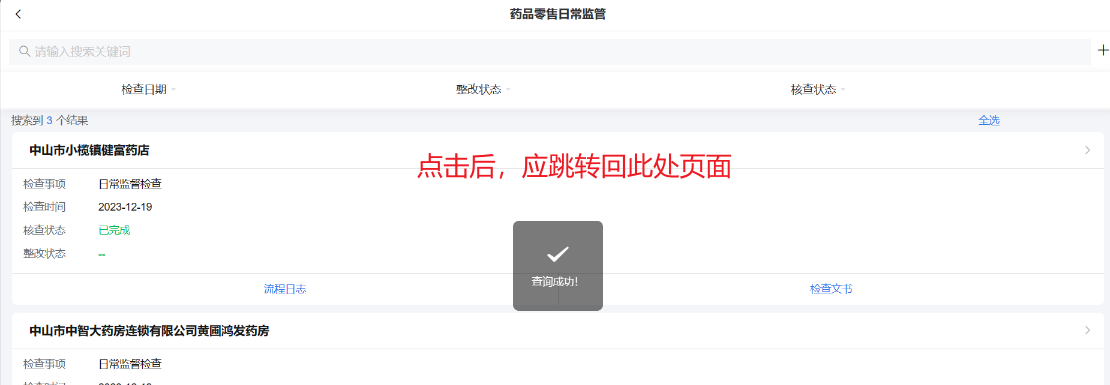 药品零售日常监管
请输入搜索关键词
检查日期 整改状态 核查状态
搜索到 3 个结果 全选
中山市小榄镇健富药店
点击后，应跳转回此处页面
检查事项 日常监督检查
检查时间 2023-12-19
核查状态 已完成
整改状态 --
查询成功!
流程日志 检查文书
中山市中智大药房连锁有限公司黄圃鸿发药房
检查事项 日常监督检查